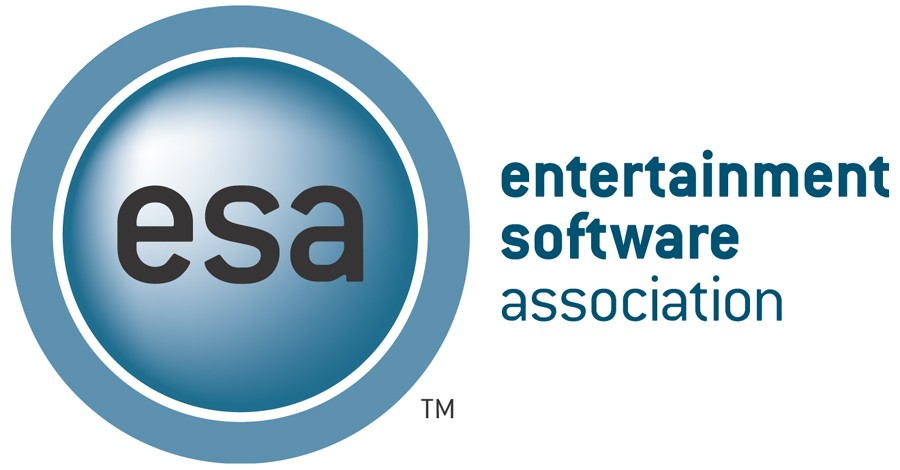 esa
TM
entertainment
software
association